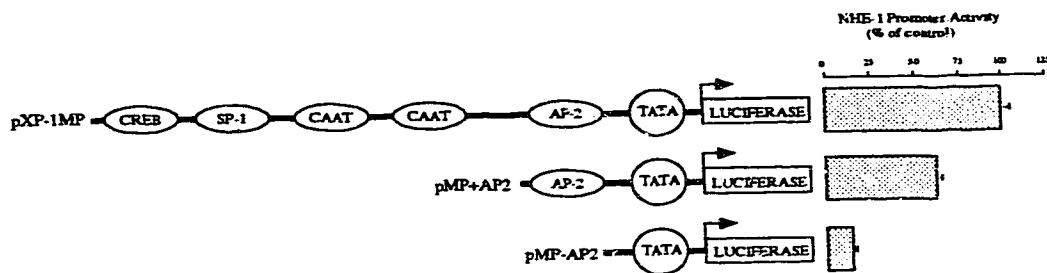 NHE-1 Promoter Activity
(% of control)
0 25 50 75 100 125
pXP-1MP CREB SP-1 CAAT CAAT AP-2 TATA LUCIFERASE
pMP+AP2 AP-2 TATA LUCIFERASE
pMP-AP2 TATA LUCIFERASE